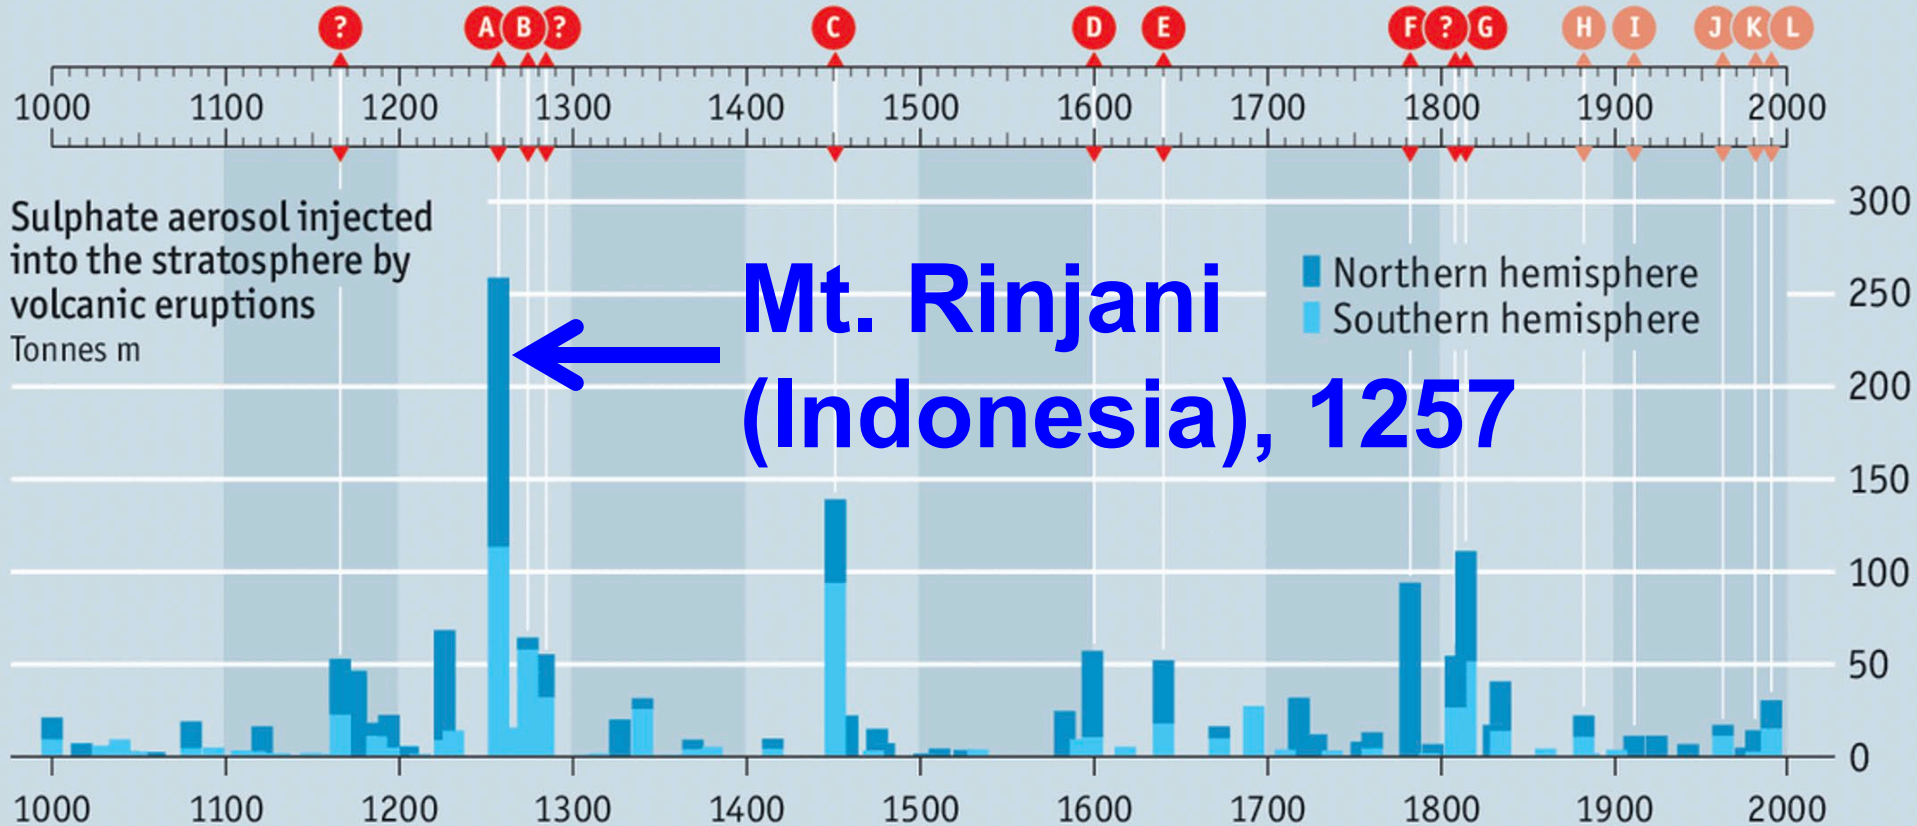 ? A B ? C D E F ? G H I J K L
1000 1100 1200 1300 1400 1500 1600 1700 1800 1900 2000
Sulphate aerosol injected
into the stratosphere by
volcanic eruptions
Tonnes m
Mt. Rinjani
(Indonesia), 1257
Northern hemisphere
Southern hemisphere
300
250
200
150
100
50
0
1000 1100 1200 1300 1400 1500 1600 1700 1800 1900 2000